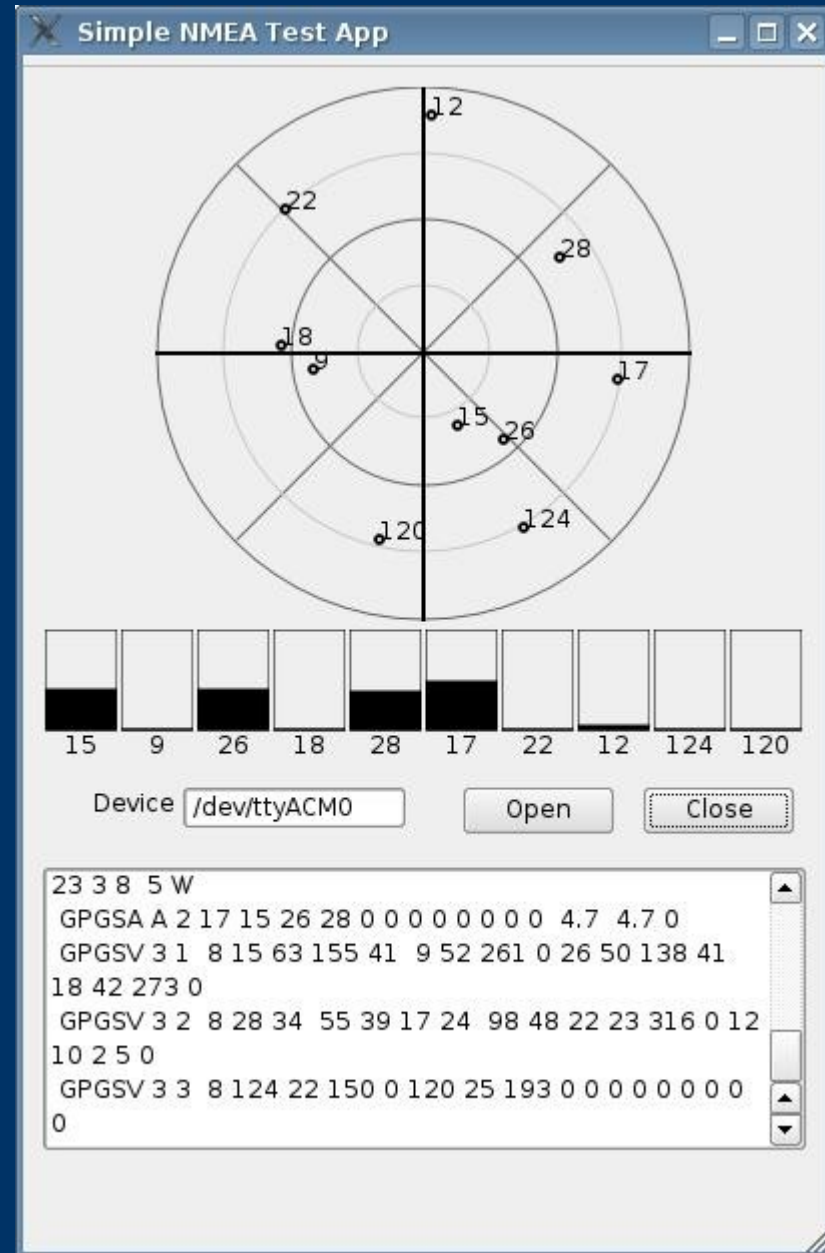 Simple NMEA Test App
12
22
28
18
9
17
15
26
124
120
15 9 26 18 28 17 22 12 124 120
Device /dev/ttyACM0 Open Close
23 3 8 5 W
GPGSA A 2 17 15 26 28 0 0 0 0 0 0 0 0 4.7 4.7 0
GPGSV 3 1 8 15 63 155 41 9 52 261 0 26 50 138 41
18 42 273 0
GPGSV 3 2 8 28 34 55 39 17 24 98 48 22 23 316 0 12
10 2 5 0
GPGSV 3 3 8 124 22 150 0 120 25 193 0 0 0 0 0 0 0 0
0